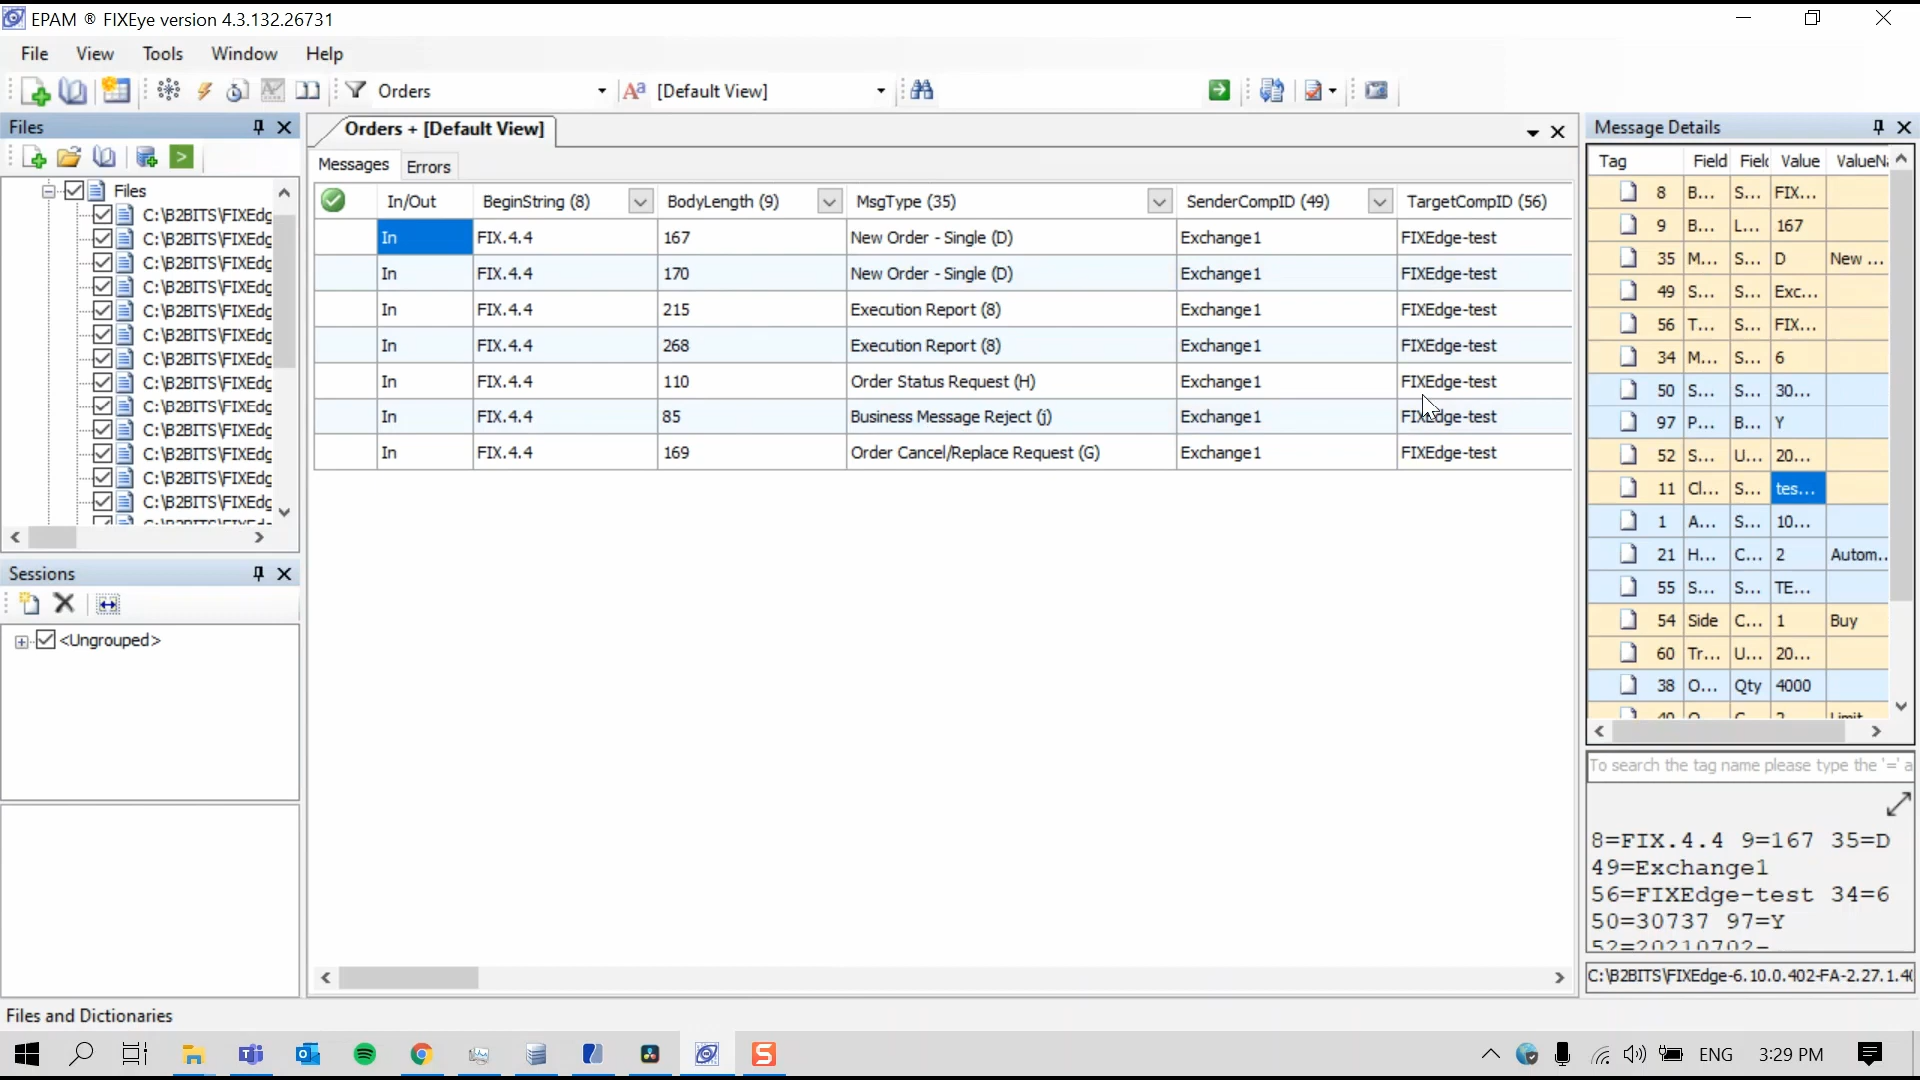 EPAM ® FIXEye version 4.3.132.26731
File View Tools Window Help
Orders [Default View]
Files
Files
C:\B2BITS\FIXEdg
C:\B2BITS\FIXEdg
C:\B2BITS\FIXEdg
C:\B2BITS\FIXEdg
C:\B2BITS\FIXEdg
C:\B2BITS\FIXEdg
C:\B2BITS\FIXEdg
C:\B2BITS\FIXEdg
C:\B2BITS\FIXEdg
C:\B2BITS\FIXEdg
C:\B2BITS\FIXEdg
C:\B2BITS\FIXEdg
C:\B2BITS\FIXEdg
Sessions
<Ungrouped>
Orders + [Default View]
Messages Errors
In/Out BeginString (8) BodyLength (9) MsgType (35) SenderCompID (49) TargetCompID (56)
In FIX.4.4 167 New Order - Single (D) Exchange1 FIXEdge-test
In FIX.4.4 170 New Order - Single (D) Exchange1 FIXEdge-test
In FIX.4.4 215 Execution Report (8) Exchange1 FIXEdge-test
In FIX.4.4 268 Execution Report (8) Exchange1 FIXEdge-test
In FIX.4.4 110 Order Status Request (H) Exchange1 FIXEdge-test
In FIX.4.4 85 Business Message Reject (j) Exchange1 FIXEdge-test
In FIX.4.4 169 Order Cancel/Replace Request (G) Exchange1 FIXEdge-test
Message Details
Tag Field Fielc Value ValueNa
8 B... S... FIX...
9 B... L... 167
35 M... S... D New ...
49 S... S... Exc...
56 T... S... FIX...
34 M... S... 6
50 S... S... 30...
97 P... B... Y
52 S... U... 20...
11 Cl... S... tes...
1 A... S... 10...
21 H... C... 2 Autom...
55 S... S... TE...
54 Side C... 1 Buy
60 Tr... U... 20...
38 O... Qty 4000
To search the tag name please type the '=' a
8=FIX.4.4 9=167 35=D
49=Exchange1
56=FIXEdge-test 34=6
50=30737 97=Y
52=20210702-
C:\B2BITS\FIXEdge-6.10.0.402-FA-2.27.1.4
Files and Dictionaries
ENG 3:29 PM